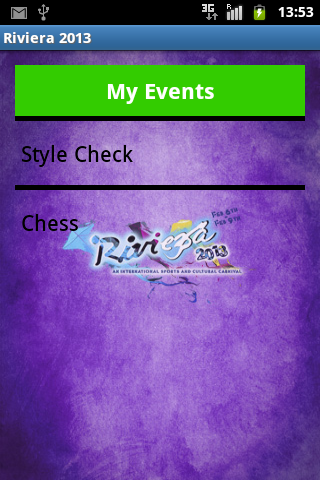 3G R 13:53
Riviera 2013
My Events
Style Check
Chess
FEB 6TH
FEB 9TH
Riviలోరా 2013
AN INTERNATIONAL SPORTS AND CULTURAL CARNIVAL